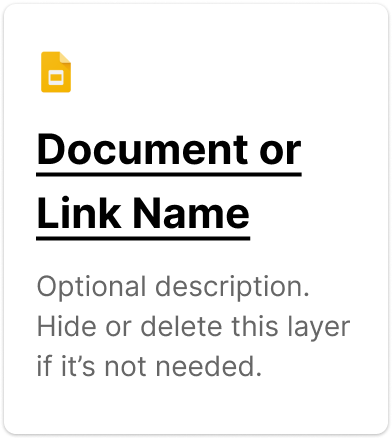 Document or
Link Name
Optional description.
Hide or delete this layer
if it’s not needed.